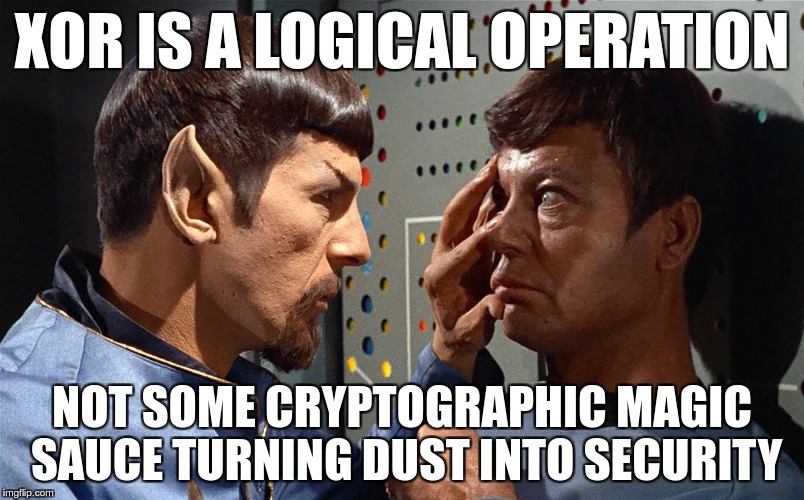 XOR IS A LOGICAL OPERATION
NOT SOME CRYPTOGRAPHIC MAGIC
SAUCE TURNING DUST INTO SECURITY
imgflip.com